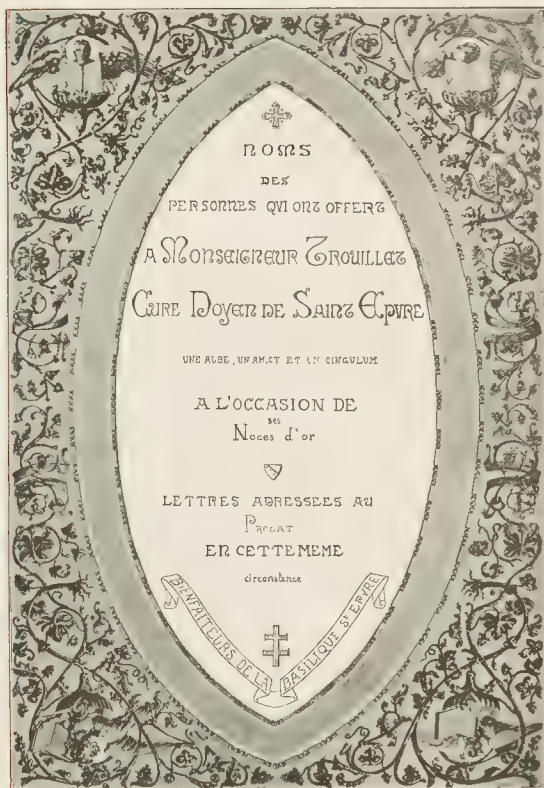 NOMS
DES
PERSONNES QVI ONT OFFERT
A MONSEIGNEUR TROUILLET
CURE DOYEN DE SAINT EPVRE
UNE ALBE, UN AMICT ET UN CINGULUM
A L'OCCASION DE
ses
Noces d'or
LETTRES ADRESSEES AU
PRELAT
EN CETTE MEME
circonstance
BIENFAITEURS DE LA BASILIQUE St EPVRE